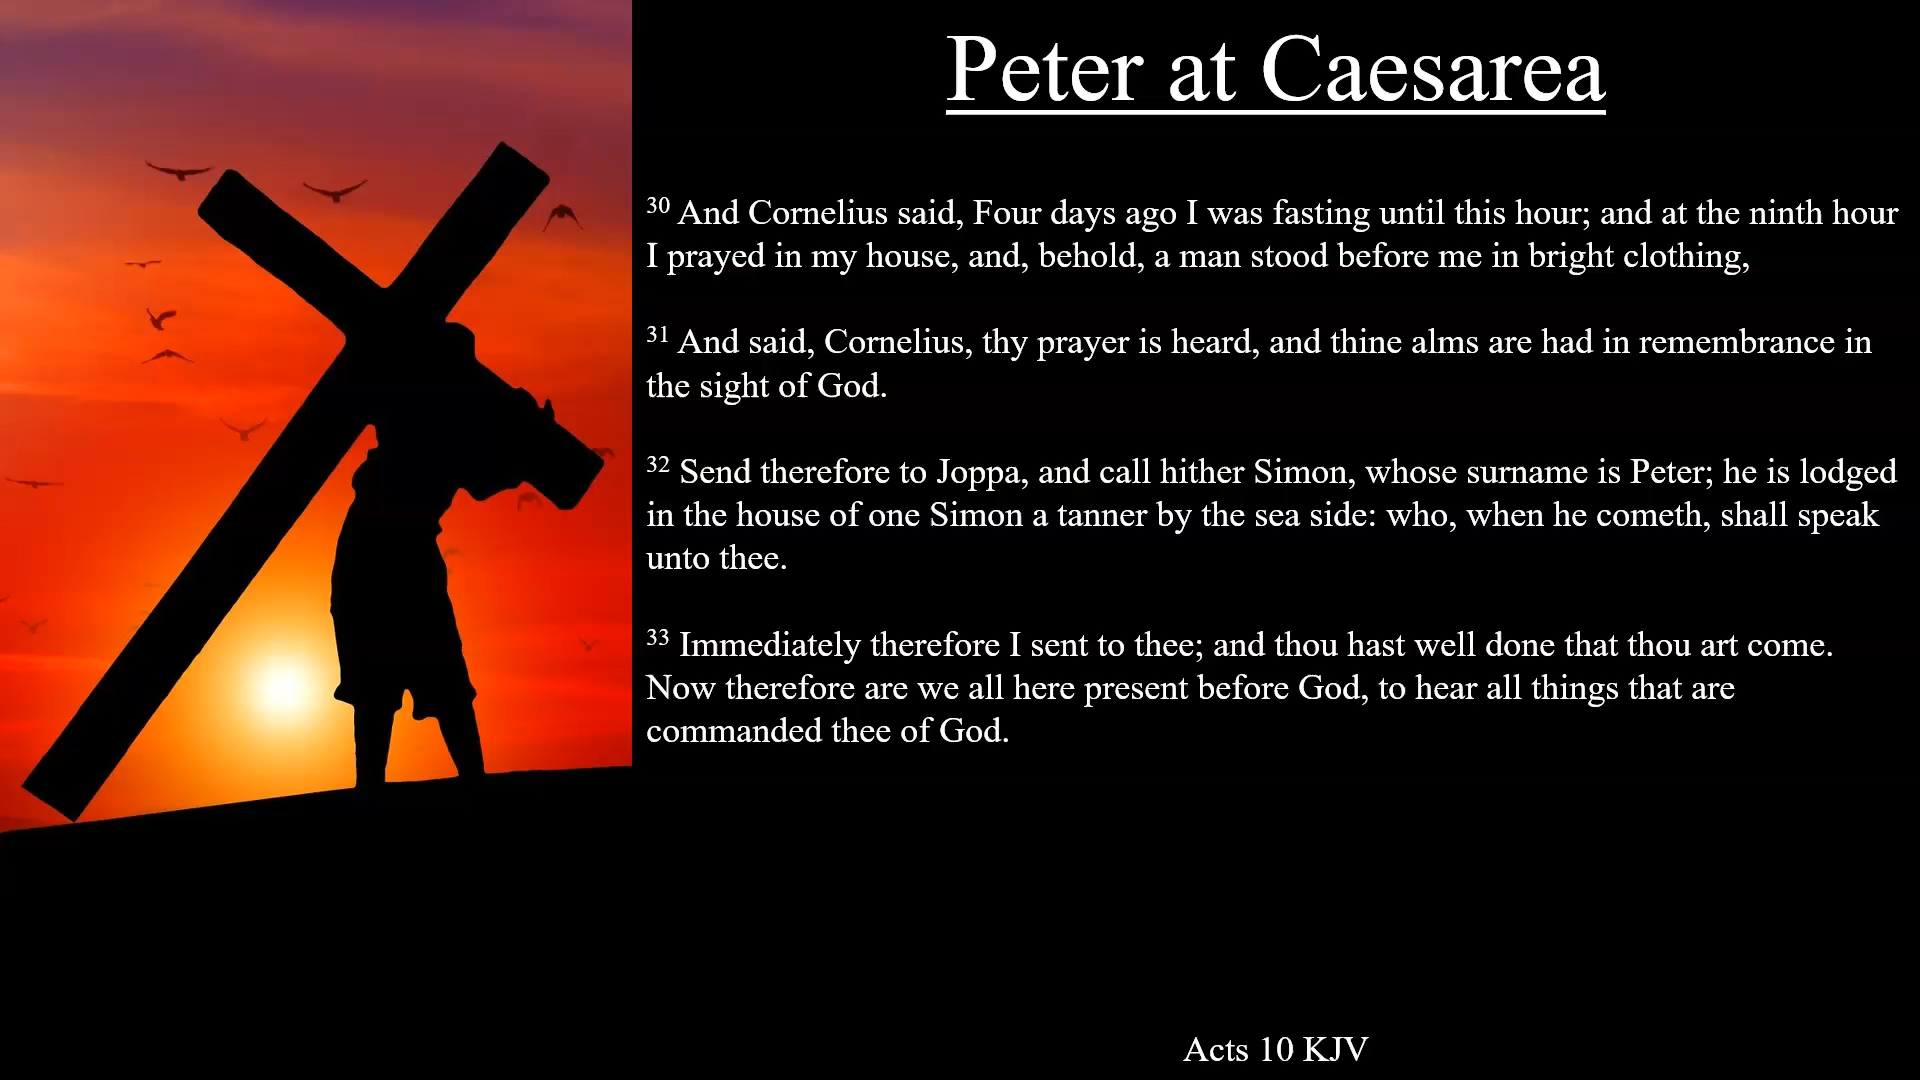 Peter at Caesarea
30 And Cornelius said, Four days ago I was fasting until this hour; and at the ninth hour
I prayed in my house, and, behold, a man stood before me in bright clothing,
31 And said, Cornelius, thy prayer is heard, and thine alms are had in remembrance in
the sight of God.
32 Send therefore to Joppa, and call hither Simon, whose surname is Peter; he is lodged
in the house of one Simon a tanner by the sea side: who, when he cometh, shall speak
unto thee.
33 Immediately therefore I sent to thee; and thou hast well done that thou art come.
Now therefore are we all here present before God, to hear all things that are
commanded thee of God.
Acts 10 KJV